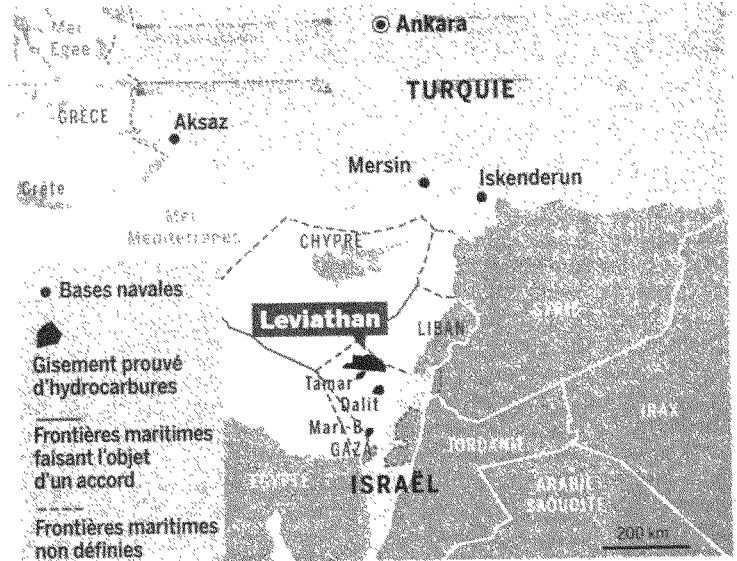 Mer
Egée
Ankara
TURQUIE
GRÈCE
Aksaz
Mersin
Iskenderun
Crète
Mer
Méditerranée
CHYPRE
Bases navales
Leviathan
LIBAN
SYRIE
Gisement prouvé
d'hydrocarbures
Tamar
Dalit
Mari-B
GAZA
IRAK
JORDANIE
Frontières maritimes
faisant l'objet
d'un accord
ÉGYPTE
ISRAËL
ARABIE
SAOUDITE
Frontières maritimes
non définies
200 km